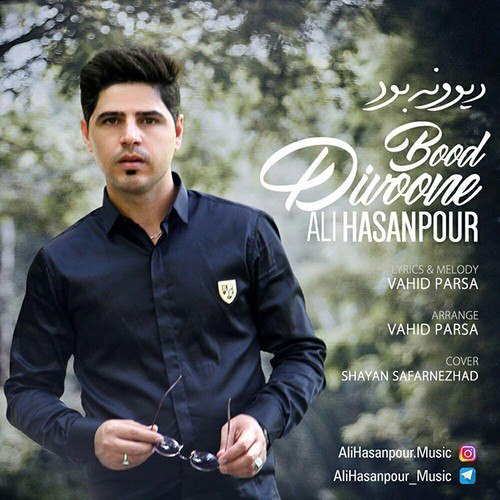 دیوونه بود
Bood
Divoone
ALI HASANPOUR
LYRICS & MELODY
VAHID PARSA
ARRANGE
VAHID PARSA
COVER
SHAYAN SAFARNEZHAD
AliHasanpour.Music
AliHasanpour_Music